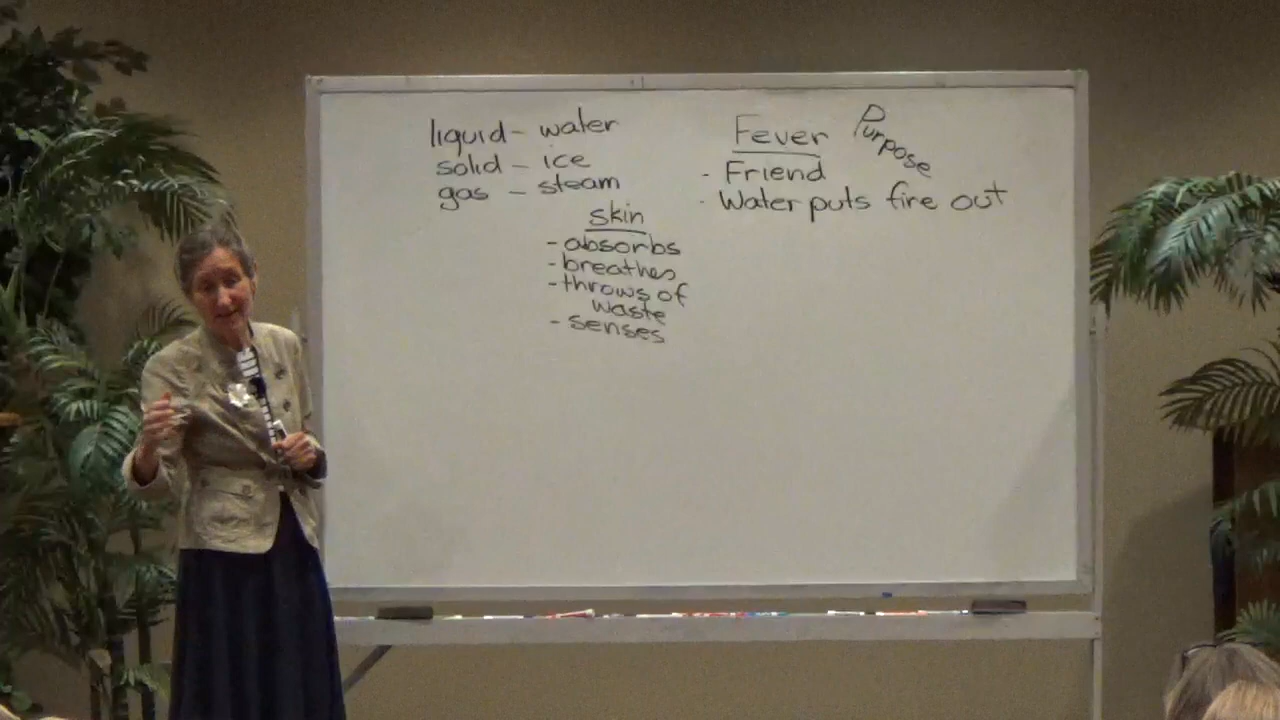 liquid - water
solid - ice
gas - steam
skin
- absorbs
- breathes
- throws of
waste
- senses
Fever
Purpose
- Friend
- Water puts fire out